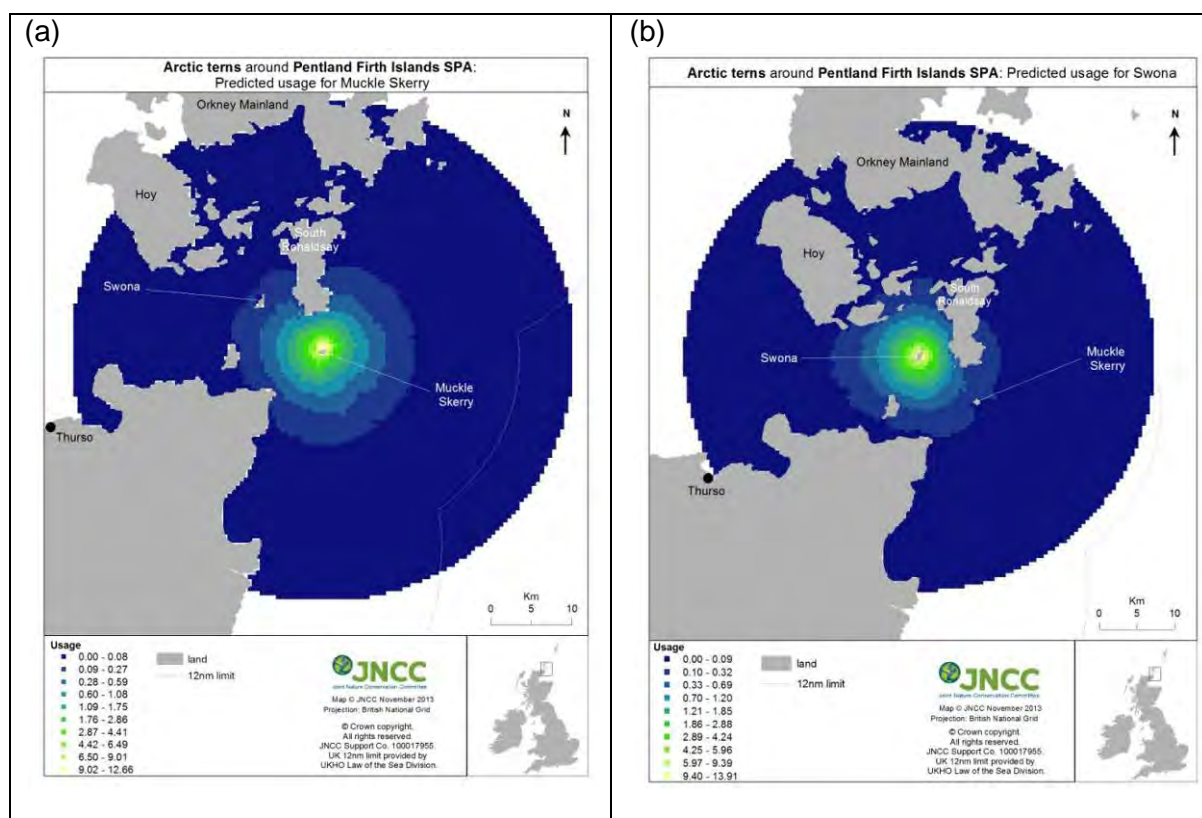 (a)
Arctic terns around Pentland Firth Islands SPA:
Predicted usage for Muckle Skerry
Orkney Mainland
N
Hoy
South
Ronaldsay
Swona
Muckle
Skerry
Thurso
Km
0 5 10
Usage
0.00 - 0.08
0.09 - 0.27
0.28 - 0.59
0.60 - 1.08
1.09 - 1.75
1.76 - 2.86
2.87 - 4.41
4.42 - 6.49
6.50 - 9.01
9.02 - 12.66
land
12nm limit
JNCC
Joint Nature Conservation Committee
Map © JNCC November 2013
Projection: British National Grid
© Crown copyright.
All rights reserved.
JNCC Support Co. 100017955.
UK 12nm limit provided by
UKHO Law of the Sea Division.
(b)
Arctic terns around Pentland Firth Islands SPA: Predicted usage for Swona
N
Orkney Mainland
Hoy
South
Ronaldsay
Swona
Muckle
Skerry
Thurso
Km
0 5 10
Usage
0.00 - 0.09
0.10 - 0.32
0.33 - 0.69
0.70 - 1.20
1.21 - 1.85
1.86 - 2.88
2.89 - 4.24
4.25 - 5.96
5.97 - 9.39
9.40 - 13.91
land
12nm limit
JNCC
Joint Nature Conservation Committee
Map © JNCC November 2013
Projection: British National Grid
© Crown copyright.
All rights reserved.
JNCC Support Co. 100017955.
UK 12nm limit provided by
UKHO Law of the Sea Division.